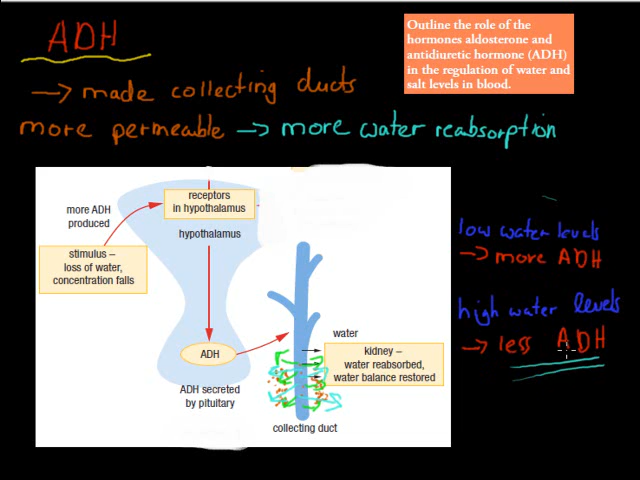 ADH
Outline the role of the
hormones aldosterone and
antidiuretic hormone (ADH)
in the regulation of water and
salt levels in blood.
→ made collecting ducts
more permeable → more water reabsorption
receptors
in hypothalamus
more ADH
produced
hypothalamus
stimulus –
loss of water,
concentration falls
low water levels
→ more ADH
high water levels
→ less ADH
water
kidney –
water reabsorbed,
water balance restored
ADH
ADH secreted
by pituitary
collecting duct